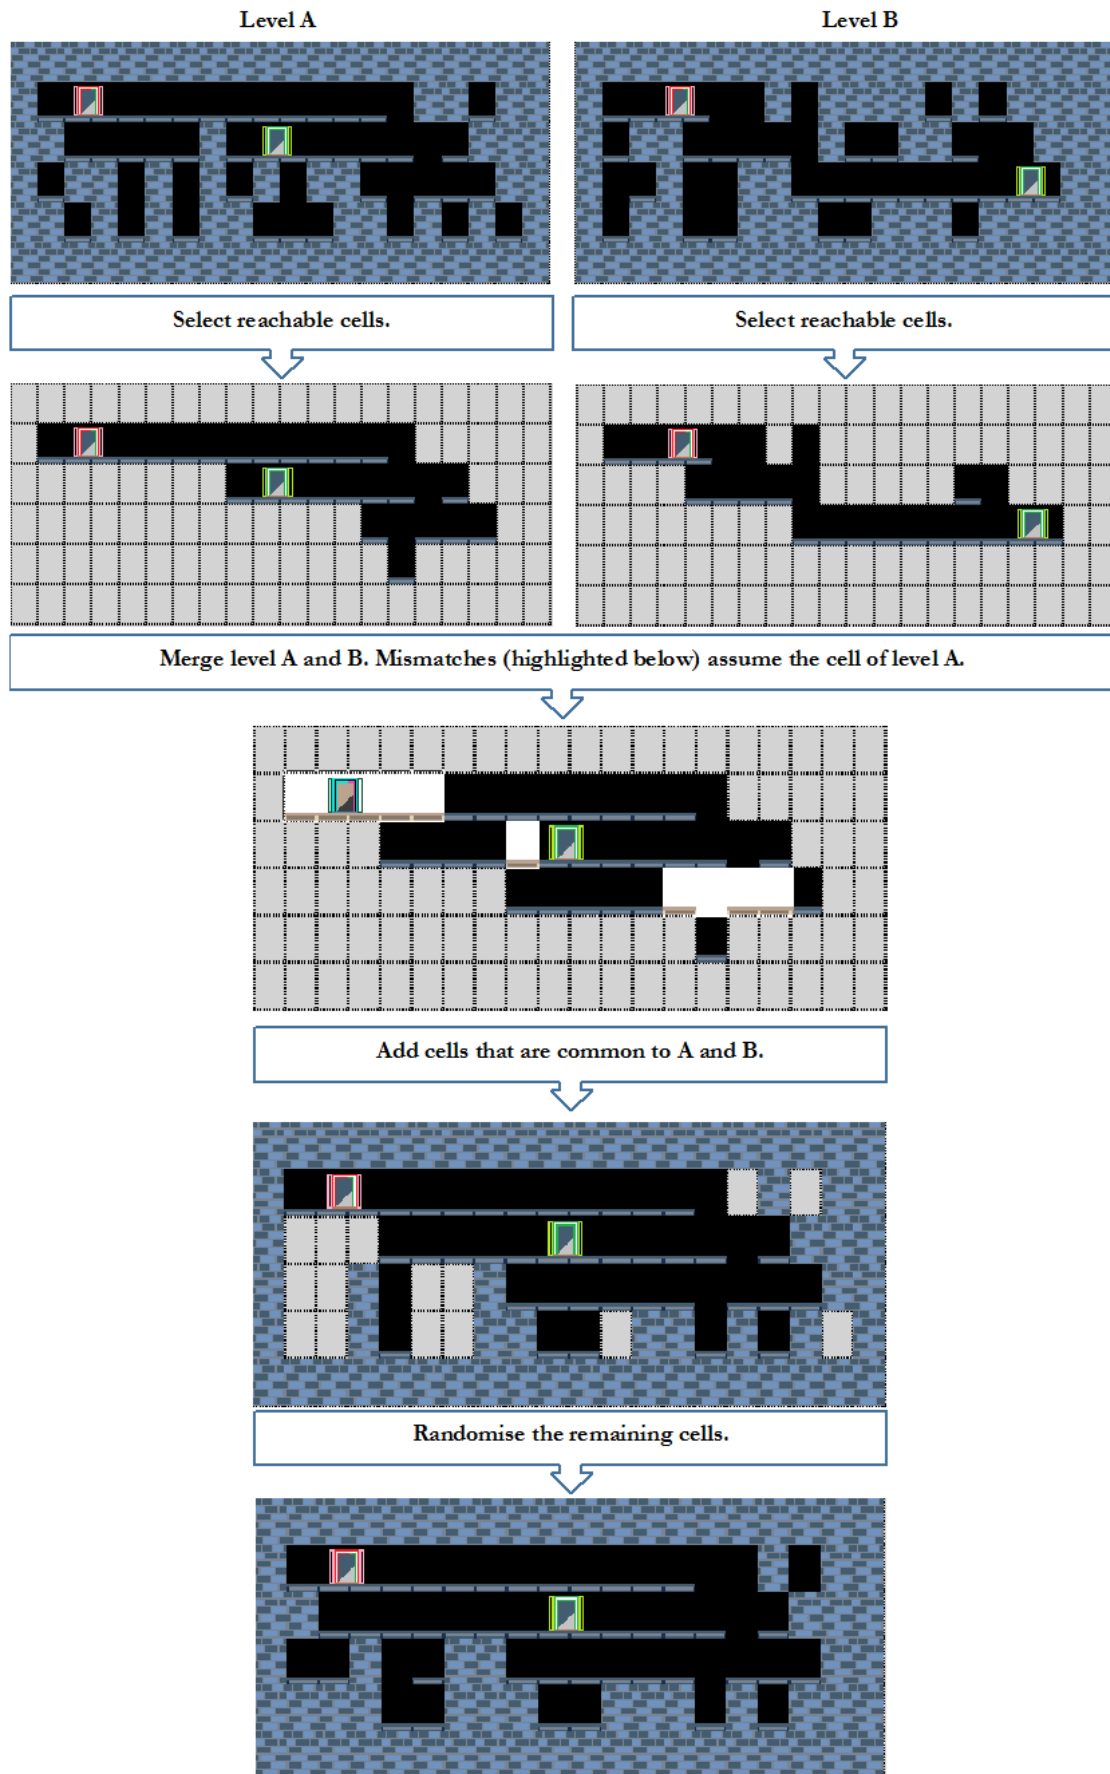 Level A
Level B
Select reachable cells.
Select reachable cells.
Merge level A and B. Mismatches (highlighted below) assume the cell of level A.
Add cells that are common to A and B.
Randomise the remaining cells.